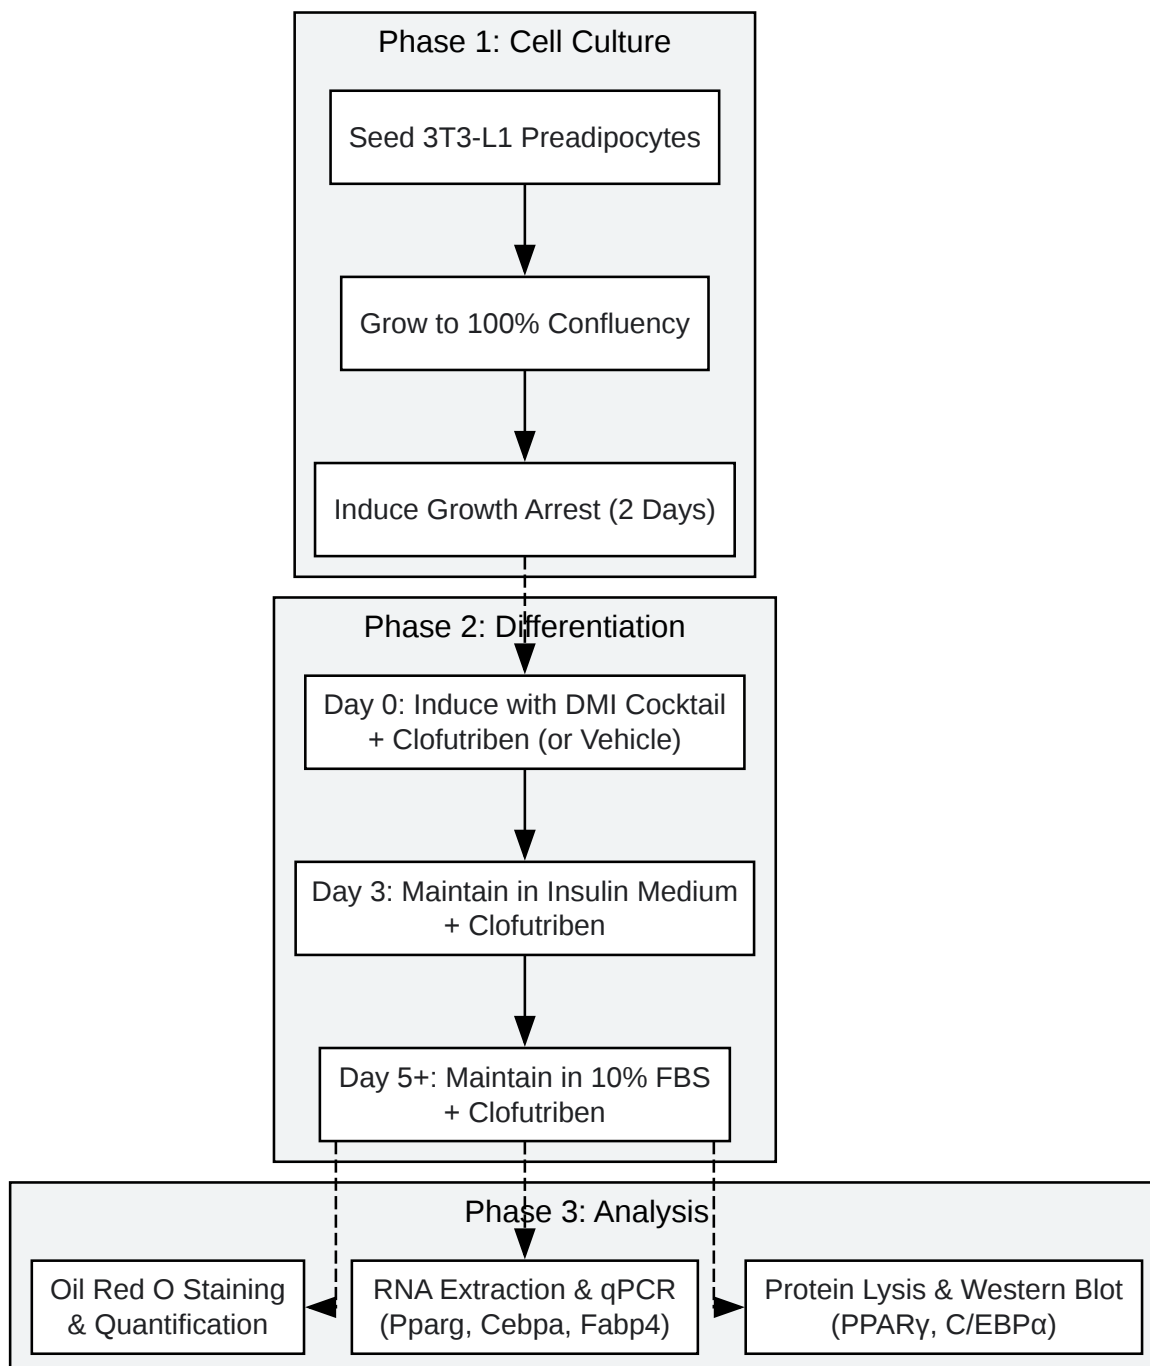 Phase 1: Cell Culture
Seed 3T3-L1 Preadipocytes
Grow to 100% Confluency
Induce Growth Arrest (2 Days)
Phase 2: Differentiation
Day 0: Induce with DMI Cocktail
+ Clofutriben (or Vehicle)
Day 3: Maintain in Insulin Medium
+ Clofutriben
Day 5+: Maintain in 10% FBS
+ Clofutriben
Phase 3: Analysis
Oil Red O Staining
& Quantification
RNA Extraction & qPCR
(Pparg, Cebpa, Fabp4)
Protein Lysis & Western Blot
(PPARγ, C/EBPα)